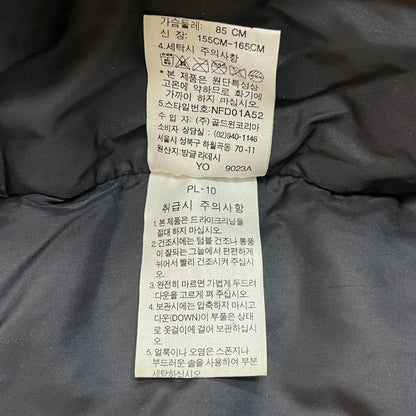 가슴둘레: 85 CM
신 장: 155CM~165CM
4.세탁시 주의사항
* 본 제품은 원단특성상
고온에 약하므로 화기에
가까이 하지 마십시오.
5.스타일번호:NFD01A52
수 입 자 : (주) 골드윈코리아
소비자 상담실 : (02) 940-1146
서울시 성북구 하월곡동 70-11
원산지:방글라데시
YO 9023A
PL-10
취급시 주의사항
1. 본 제품은 드라이크리닝을
절대 하지 마십시오.
2. 건조시에는 텀블 건조나 통풍
이 잘되는 그늘에서 편편하게
뉘어서 빨리 건조시켜 주십시
오.
3. 완전히 마르면 가볍게 두드려
다운을 고르게 펴 주십시오.
4. 보관시에는 압축하지 마시고
다운(DOWN)이 부풀은 상태
로 옷걸이에 걸어 보관하십시
오.
5. 얼룩이나 오염은 스폰지나
부드러운 솔을 사용하여 부분
세탁하십시오.